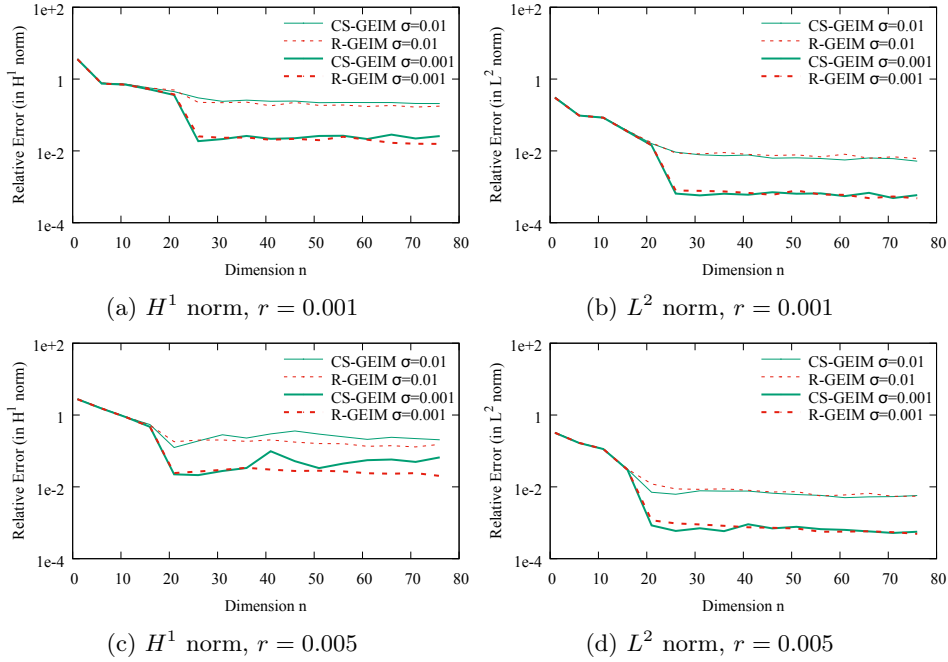 1e+2
1
1e-2
1e-4
Relative Error (in H¹ norm)
CS-GEIM σ=0.01
R-GEIM σ=0.01
CS-GEIM σ=0.001
R-GEIM σ=0.001
0 10 20 30 40 50 60 70 80
Dimension n
(a) H¹ norm, r = 0.001
1e+2
1
1e-2
1e-4
Relative Error (in L² norm)
CS-GEIM σ=0.01
R-GEIM σ=0.01
CS-GEIM σ=0.001
R-GEIM σ=0.001
0 10 20 30 40 50 60 70 80
Dimension n
(b) L² norm, r = 0.001
1e+2
1
1e-2
1e-4
Relative Error (in H¹ norm)
CS-GEIM σ=0.01
R-GEIM σ=0.01
CS-GEIM σ=0.001
R-GEIM σ=0.001
0 10 20 30 40 50 60 70 80
Dimension n
(c) H¹ norm, r = 0.005
1e+2
1
1e-2
1e-4
Relative Error (in L² norm)
CS-GEIM σ=0.01
R-GEIM σ=0.01
CS-GEIM σ=0.001
R-GEIM σ=0.001
0 10 20 30 40 50 60 70 80
Dimension n
(d) L² norm, r = 0.005